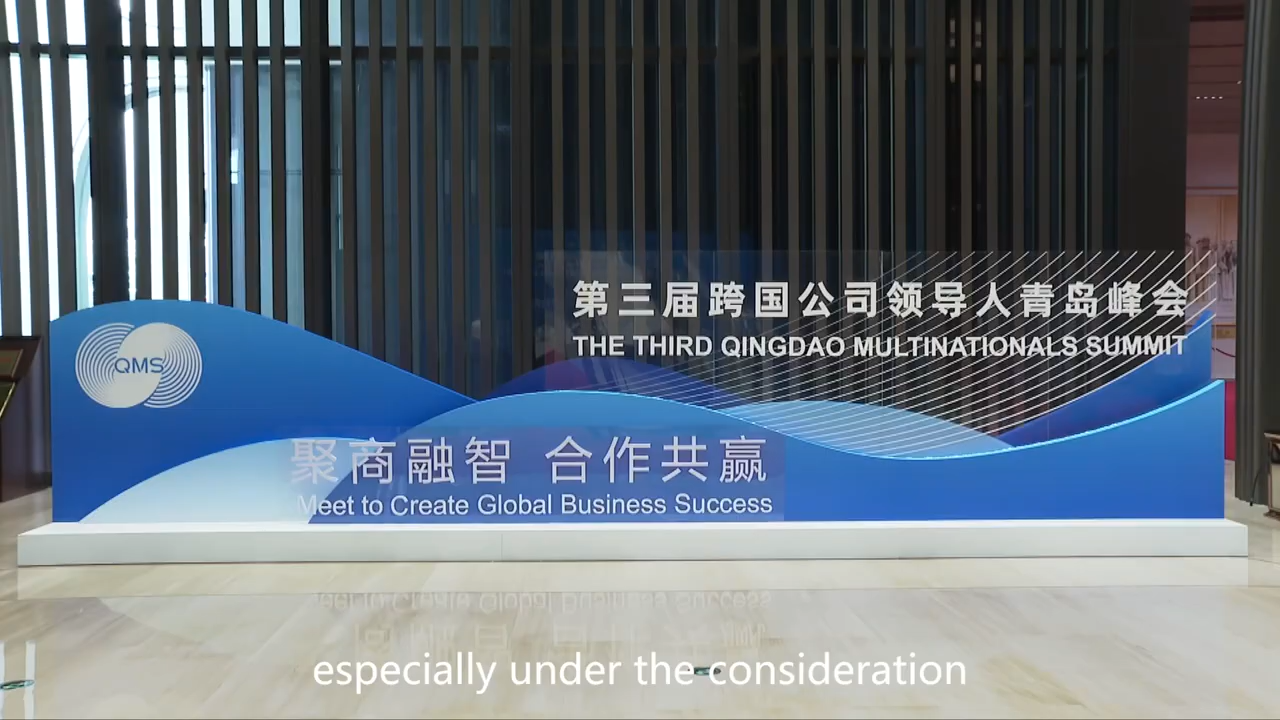 第三届跨国公司领导人青岛峰会
THE THIRD QINGDAO MULTINATIONALS SUMMIT
QMS
聚商融智 合作共赢
Meet to Create Global Business Success
especially under the consideration